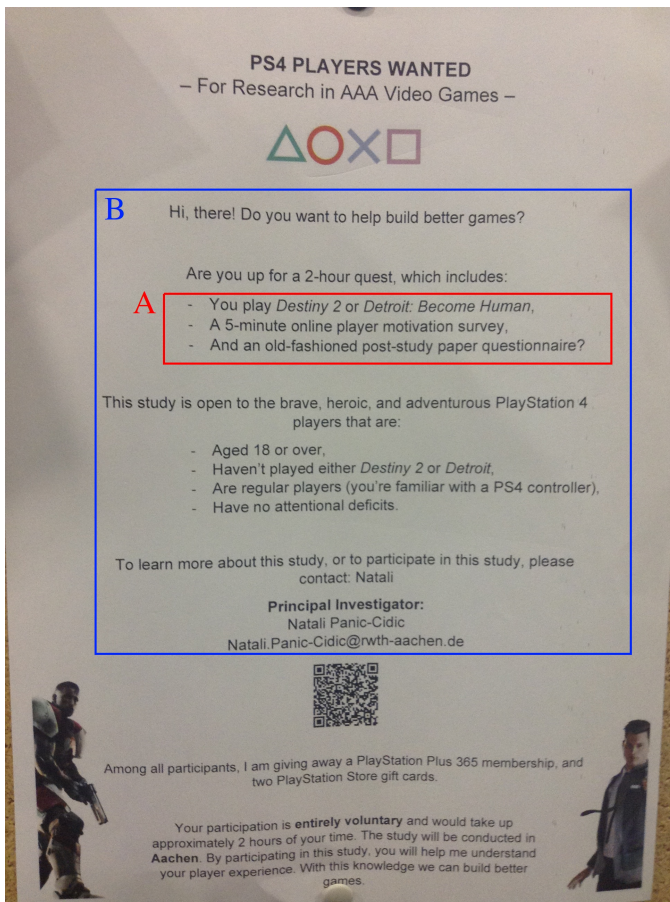 PS4 PLAYERS WANTED
– For Research in AAA Video Games –
B
Hi, there! Do you want to help build better games?
Are you up for a 2-hour quest, which includes:
A
- You play Destiny 2 or Detroit: Become Human,
- A 5-minute online player motivation survey,
- And an old-fashioned post-study paper questionnaire?
This study is open to the brave, heroic, and adventurous PlayStation 4
players that are:
- Aged 18 or over,
- Haven't played either Destiny 2 or Detroit,
- Are regular players (you're familiar with a PS4 controller),
- Have no attentional deficits.
To learn more about this study, or to participate in this study, please
contact: Natali
Principal Investigator:
Natali Panic-Cidic
Natali.Panic-Cidic@rwth-aachen.de
Among all participants, I am giving away a PlayStation Plus 365 membership, and
two PlayStation Store gift cards.
Your participation is entirely voluntary and would take up
approximately 2 hours of your time. The study will be conducted in
Aachen. By participating in this study, you will help me understand
your player experience. With this knowledge we can build better
games.